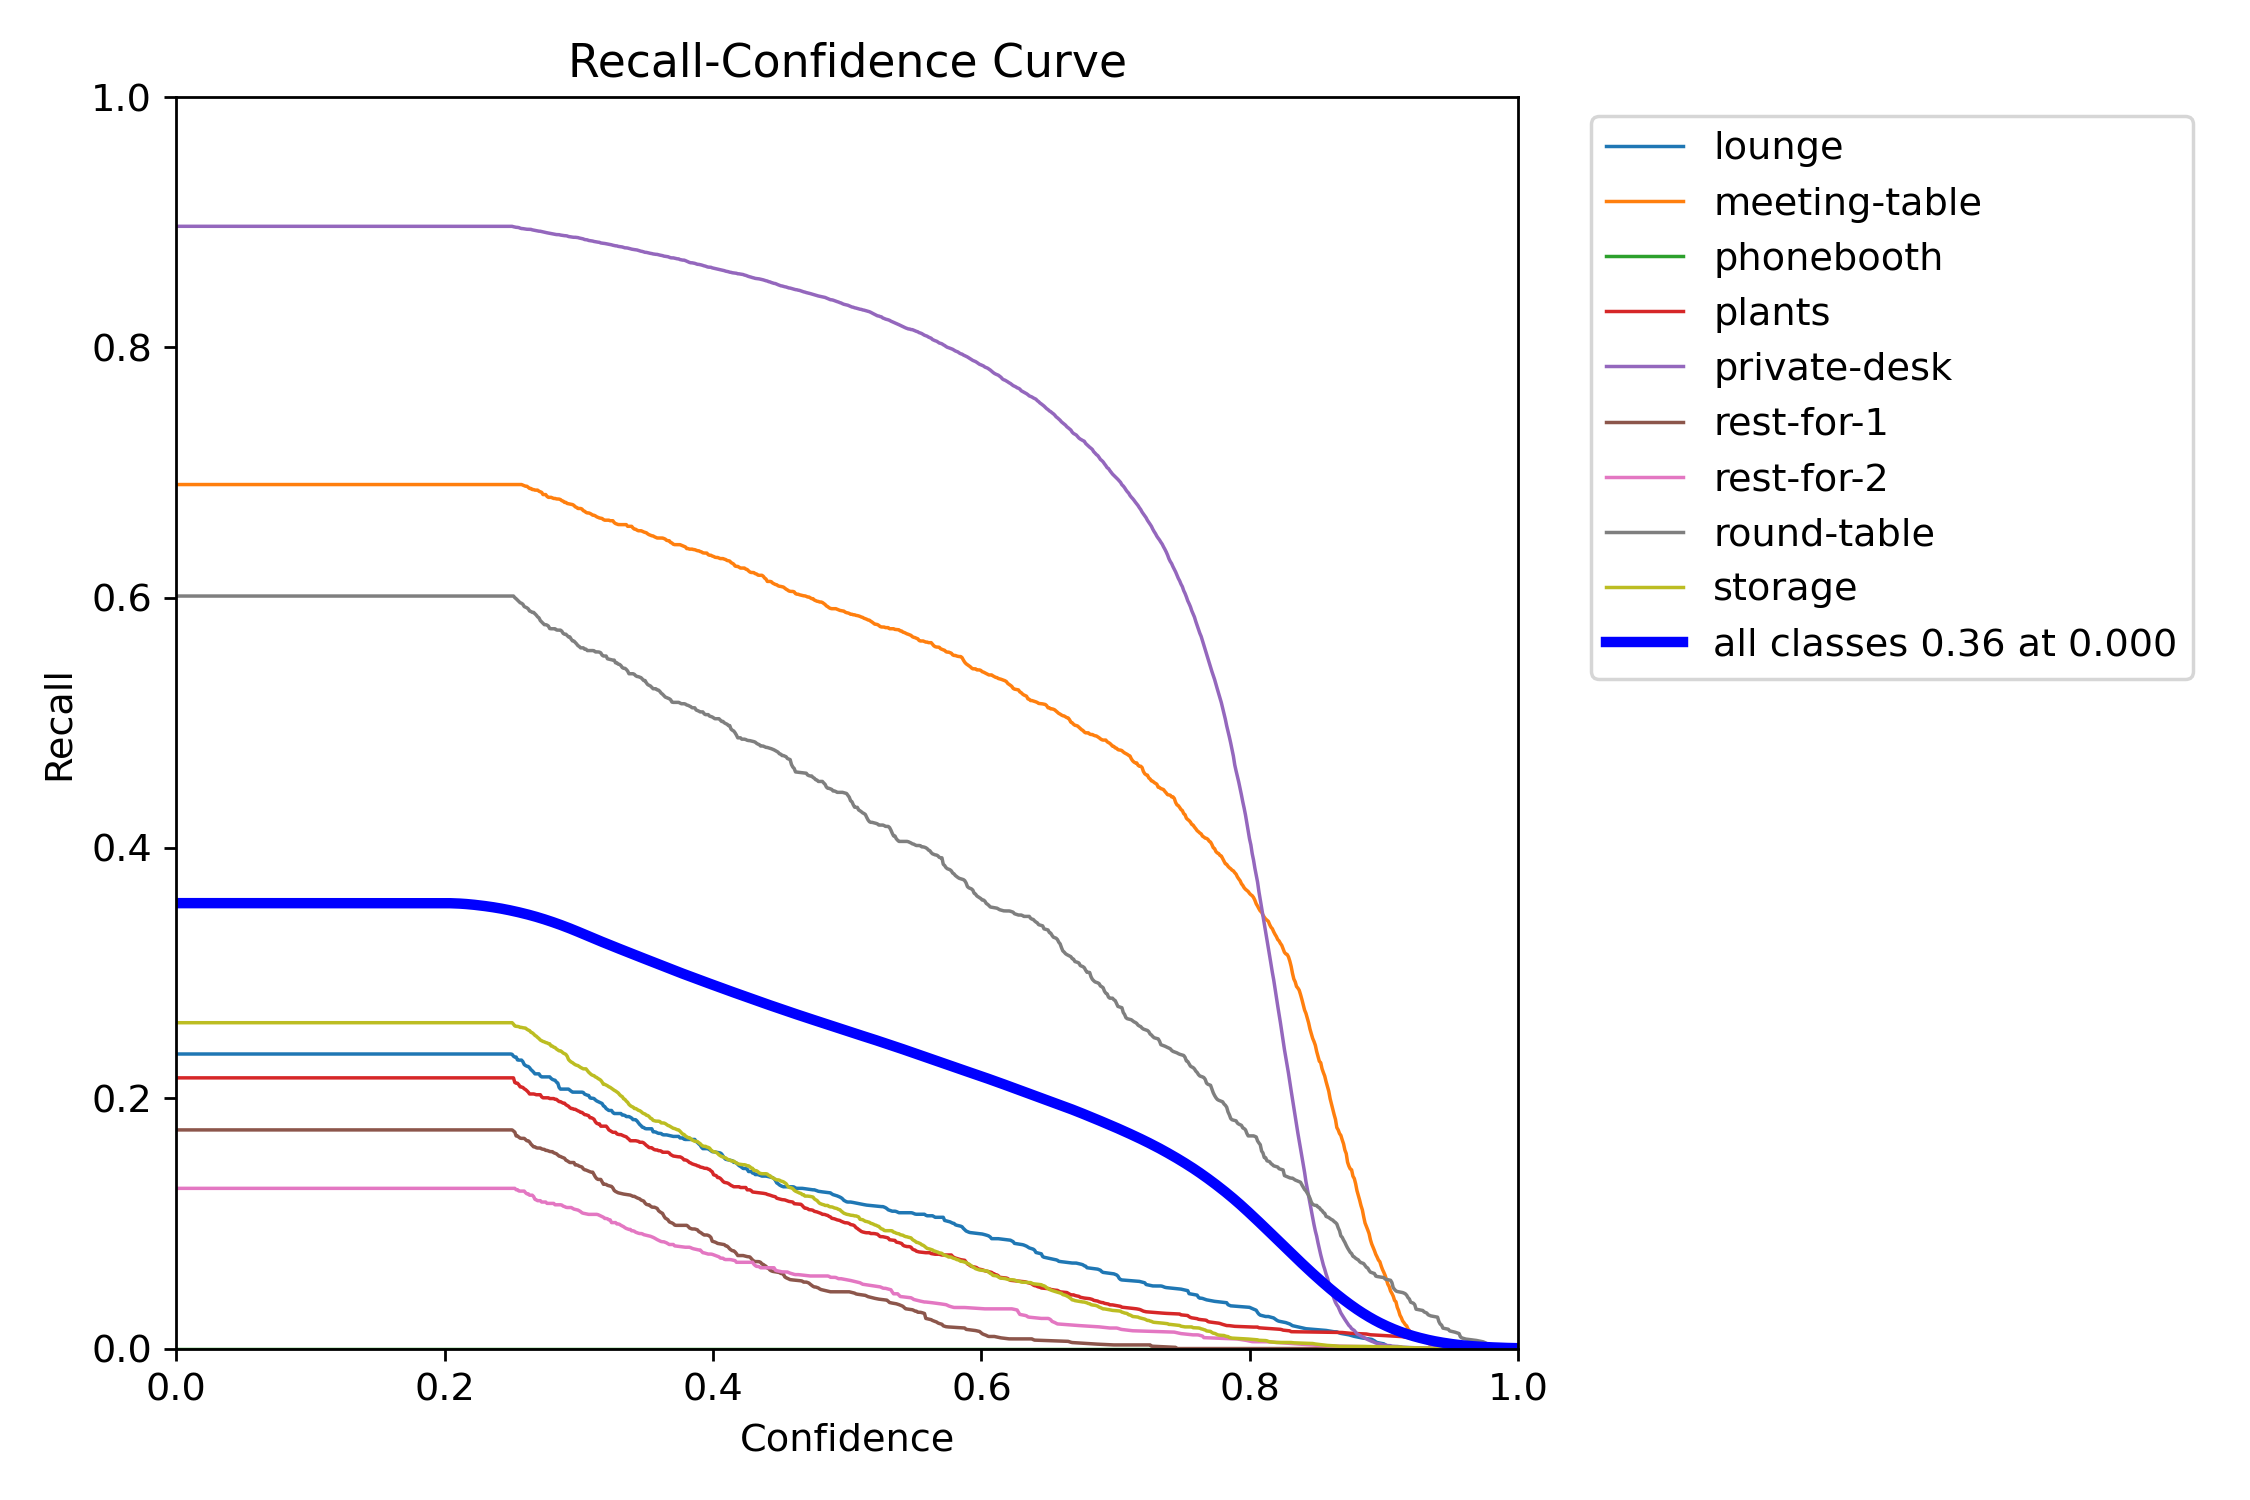 Recall-Confidence Curve
1.0
0.8
0.6
0.4
0.2
0.0
Recall
0.0 0.2 0.4 0.6 0.8 1.0
Confidence
lounge
meeting-table
phonebooth
plants
private-desk
rest-for-1
rest-for-2
round-table
storage
all classes 0.36 at 0.000